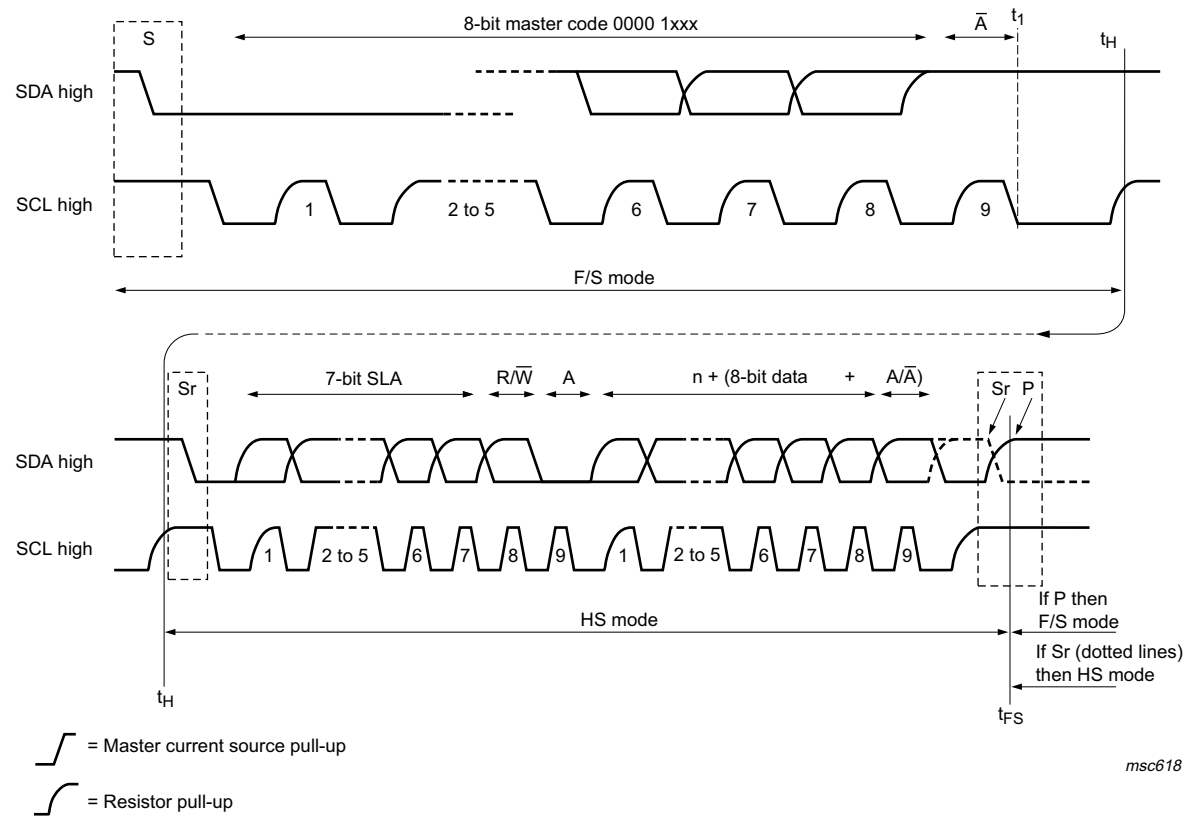 S
8-bit master code 0000 1xxx
A̅
t1
tH
SDA high
SCL high
1
2 to 5
6
7
8
9
F/S mode
Sr
7-bit SLA
R/W̅
A
n + (8-bit data
+
A/A̅)
Sr P
SDA high
SCL high
1
2 to 5
6
7
8
9
1
2 to 5
6
7
8
9
HS mode
If P then
F/S mode
If Sr (dotted lines)
then HS mode
tH
tFS
= Master current source pull-up
= Resistor pull-up
msc618